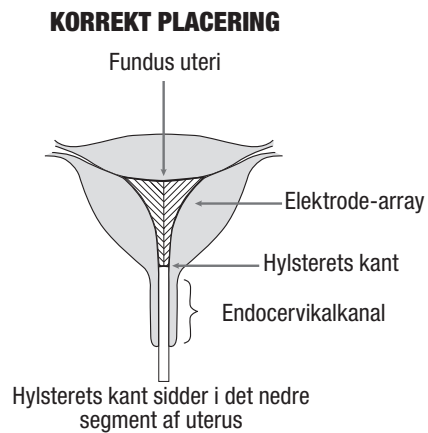 KORREKT PLACERING
Fundus uteri
Elektrode-array
Hylsterets kant
Endocervikalkanal
Hylsterets kant sidder i det nedre
segment af uterus